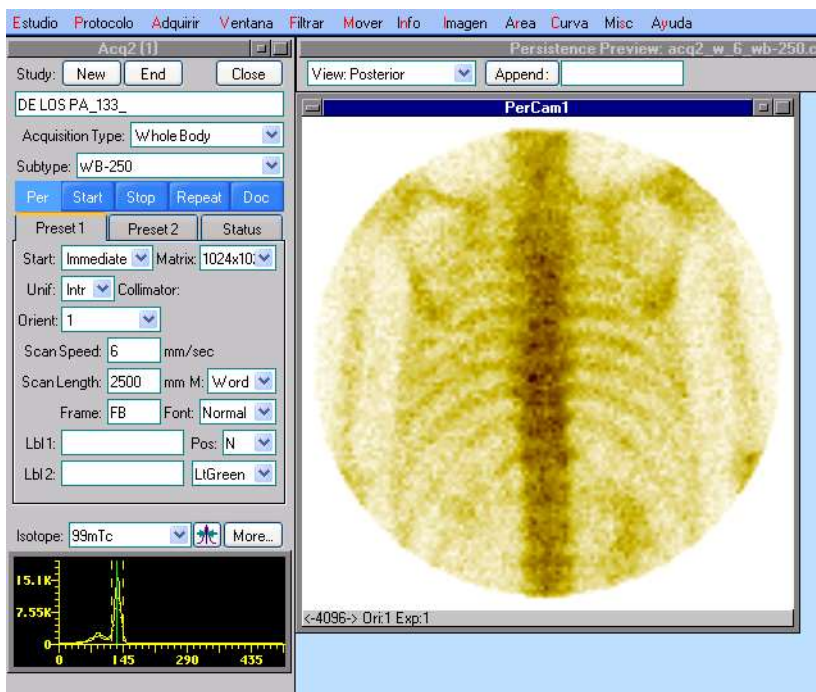 Estudio Protocolo Adquirir Ventana Filtrar Mover Info Imagen Area Curva Misc Ayuda
Acq2 (1)
Study: New End Close
DE LOS PA_133_
Acquisition Type: Whole Body
Subtype: WB-250
Per Start Stop Repeat Doc
Preset 1 Preset 2 Status
Start: Immediate Matrix: 1024x10
Unif: Intr Collimator:
Orient: 1
Scan Speed: 6 mm/sec
Scan Length: 2500 mm M: Word
Frame: FB Font: Normal
Lbl 1: Pos: N
Lbl 2: LtGreen
Isotope: 99mTc More...
15.1K
7.55K
0
0 145 290 435
Persistence Preview: acq2_w_6_wb-250.c
View: Posterior Append:
PerCam1
<-4096-> Ori:1 Exp:1